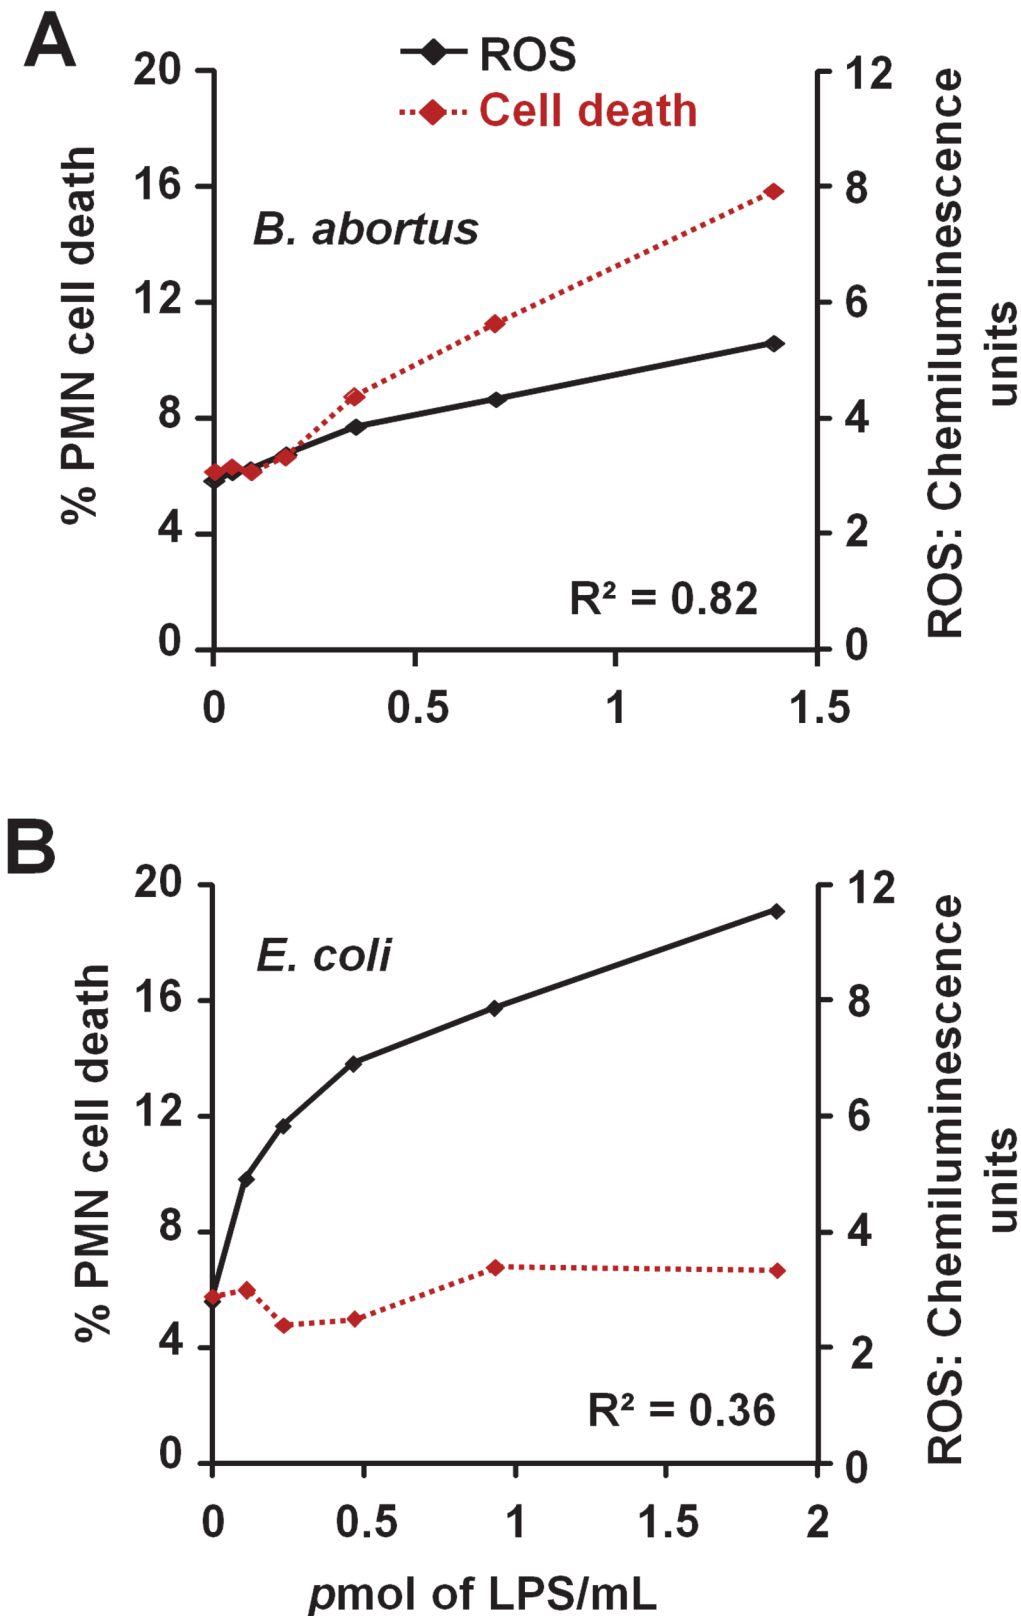 A
ROS
Cell death
20
16
12
8
4
0
% PMN cell death
B. abortus
R² = 0.82
12
8
6
4
2
0
ROS: Chemiluminescence
units
0 0.5 1 1.5
B
20
16
12
8
4
0
% PMN cell death
E. coli
R² = 0.36
12
8
6
4
2
0
ROS: Chemiluminescence
units
0 0.5 1 1.5 2
pmol of LPS/mL